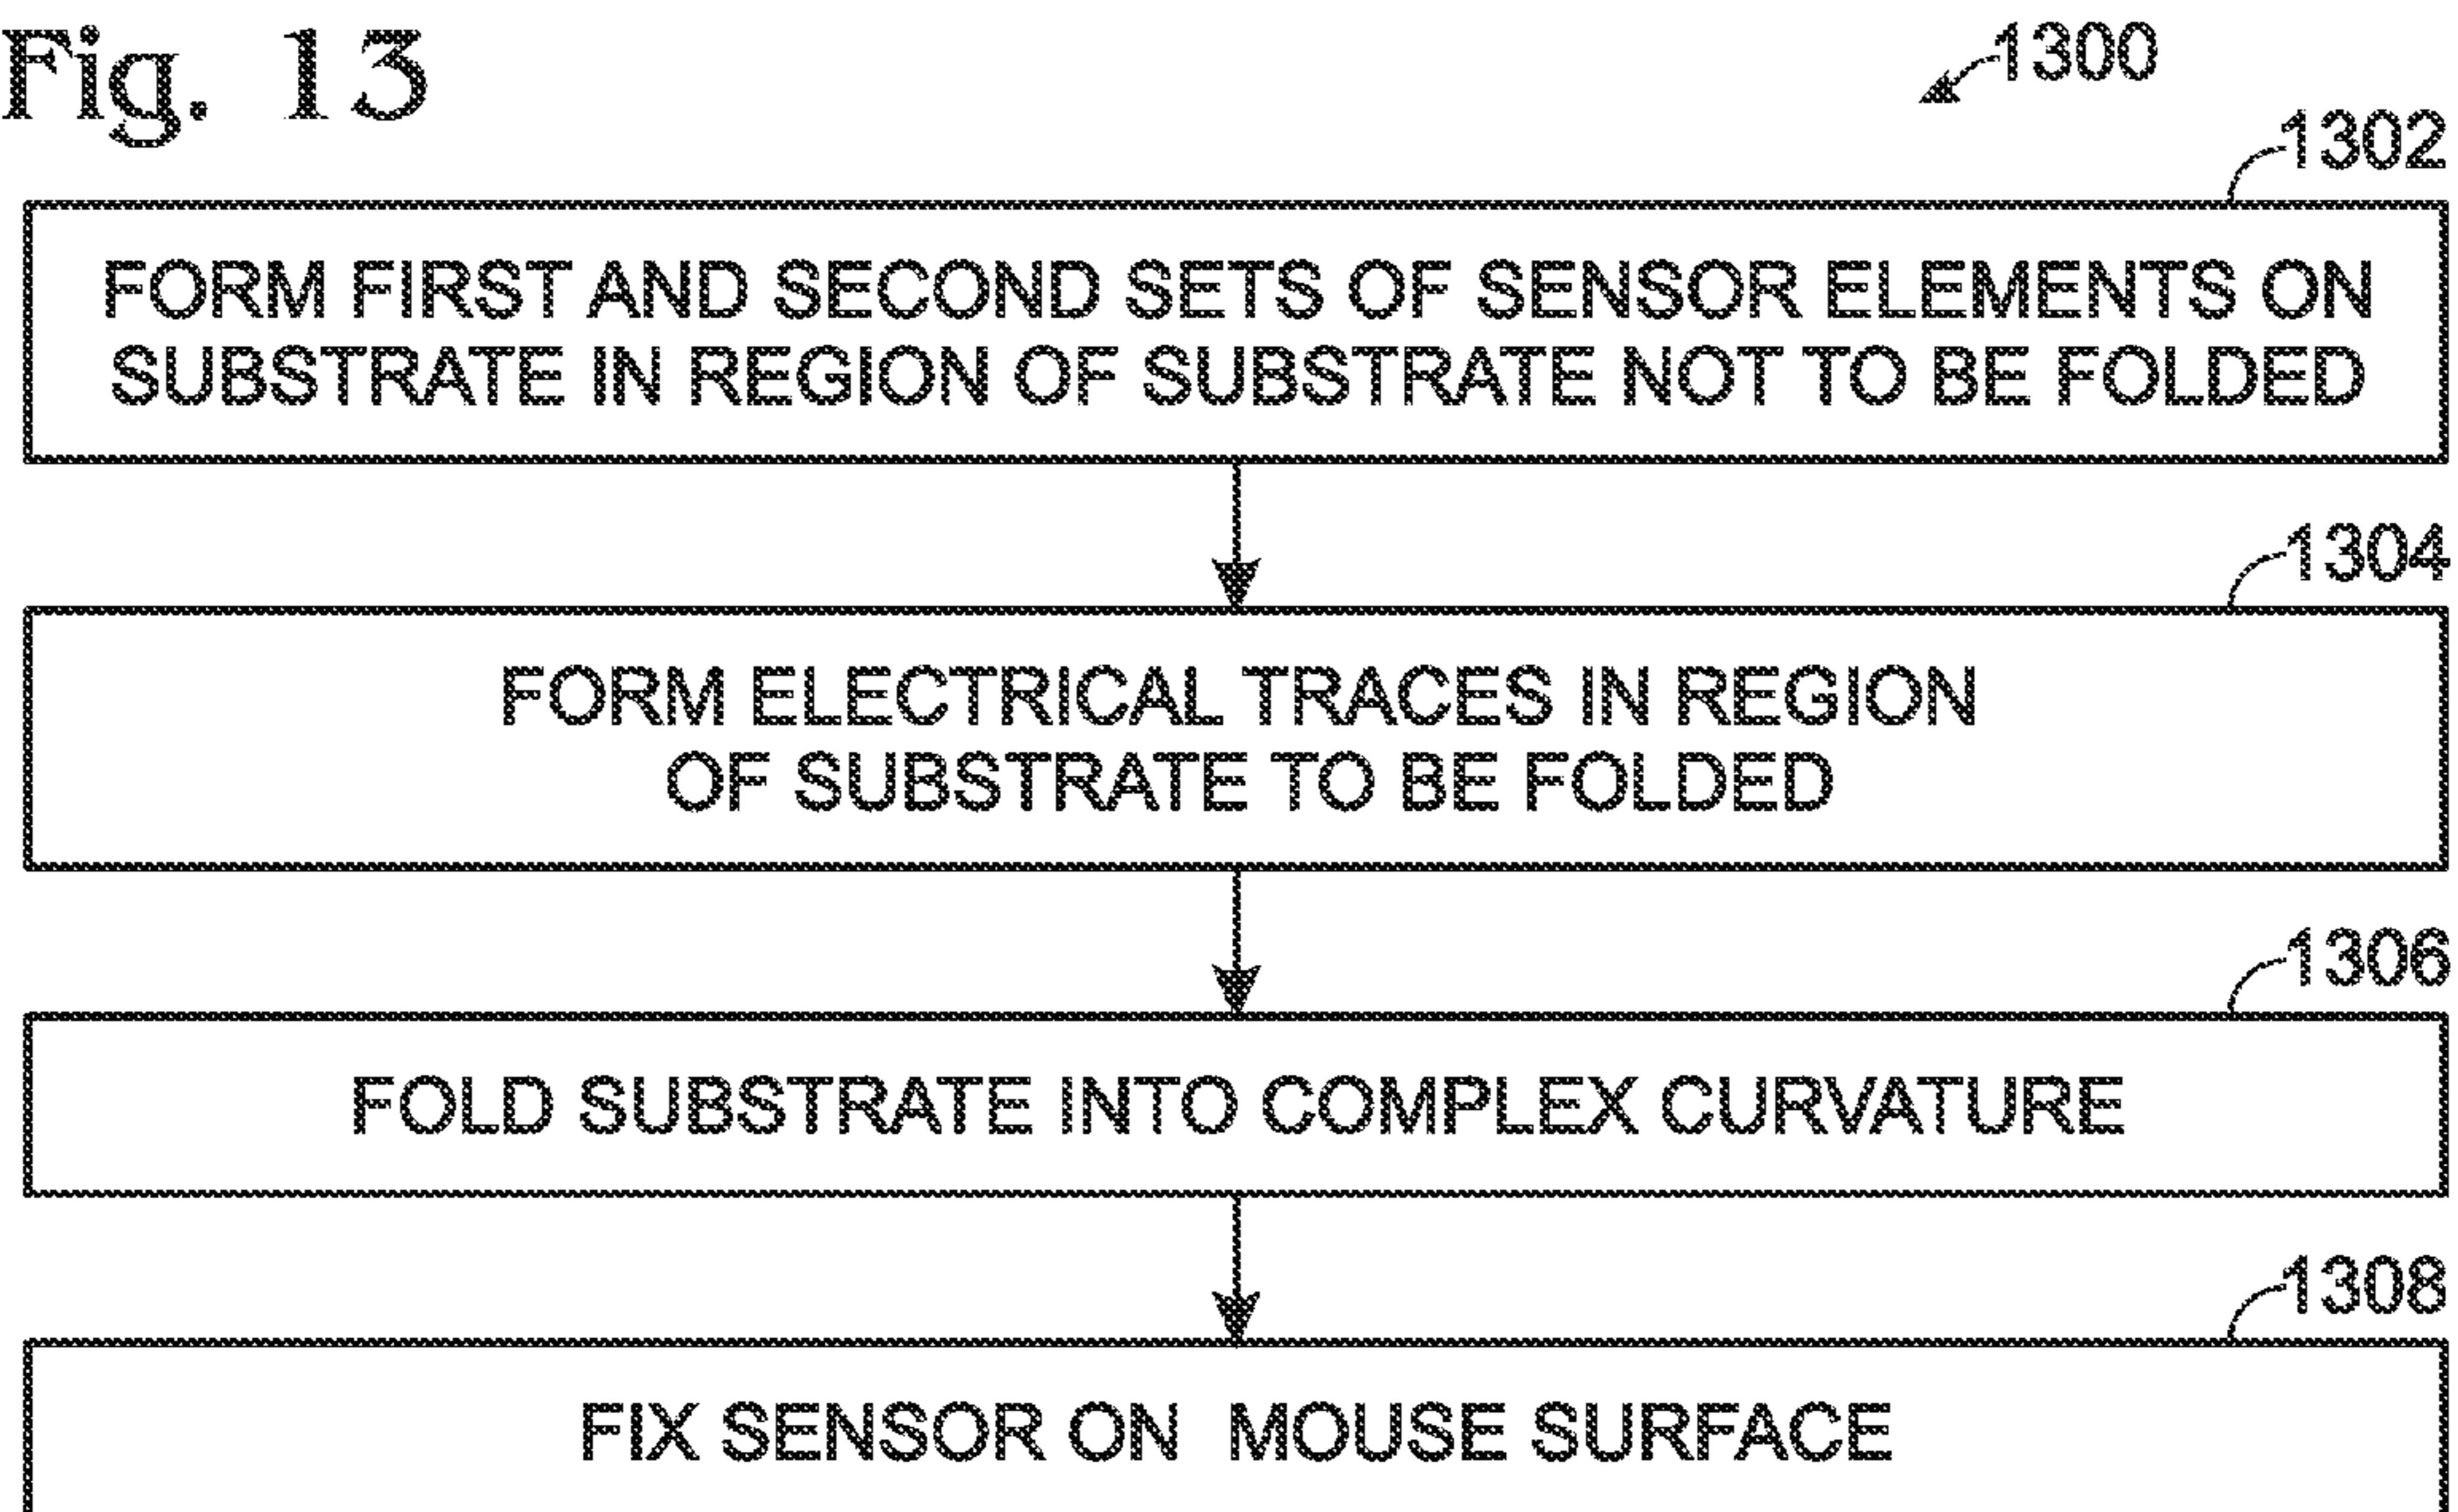 Fig. 13
1300
1302
FORM FIRST AND SECOND SETS OF SENSOR ELEMENTS ON
SUBSTRATE IN REGION OF SUBSTRATE NOT TO BE FOLDED
1304
FORM ELECTRICAL TRACES IN REGION
OF SUBSTRATE TO BE FOLDED
1306
FOLD SUBSTRATE INTO COMPLEX CURVATURE
1308
FIX SENSOR ON MOUSE SURFACE